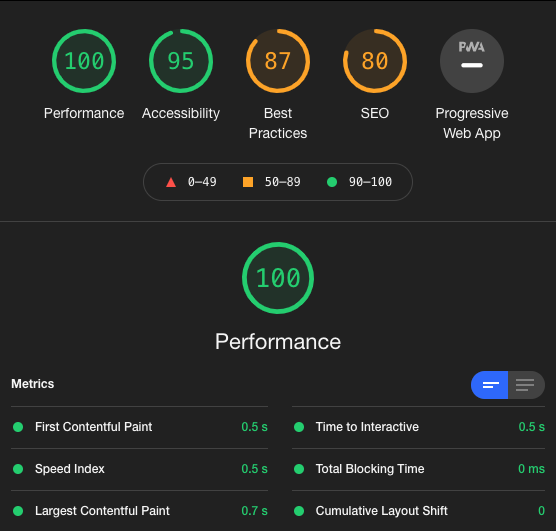 100 95 87 80 PWA
Performance Accessibility Best SEO Progressive
Practices Web App
0–49 50–89 90–100
100
Performance
Metrics
First Contentful Paint 0.5 s Time to Interactive 0.5 s
Speed Index 0.5 s Total Blocking Time 0 ms
Largest Contentful Paint 0.7 s Cumulative Layout Shift 0